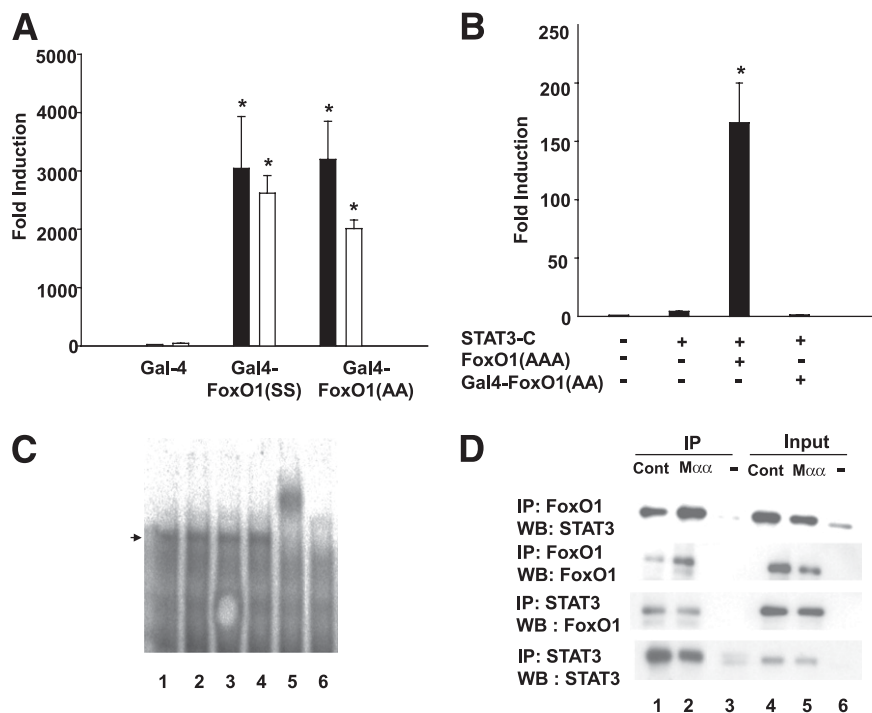 A
5000
4000
3000
2000
1000
0
Fold Induction
* * * *
Gal-4
Gal4-
FoxO1(SS)
Gal4-
FoxO1(AA)
B
250
200
150
100
50
0
Fold Induction
*
STAT3-C - + + +
FoxO1(AAA) - - + -
Gal4-FoxO1(AA) - - - +
C
1 2 3 4 5 6
D
IP Input
Cont Mαα - Cont Mαα -
IP: FoxO1
WB: STAT3
IP: FoxO1
WB: FoxO1
IP: STAT3
WB : FoxO1
IP: STAT3
WB : STAT3
1 2 3 4 5 6